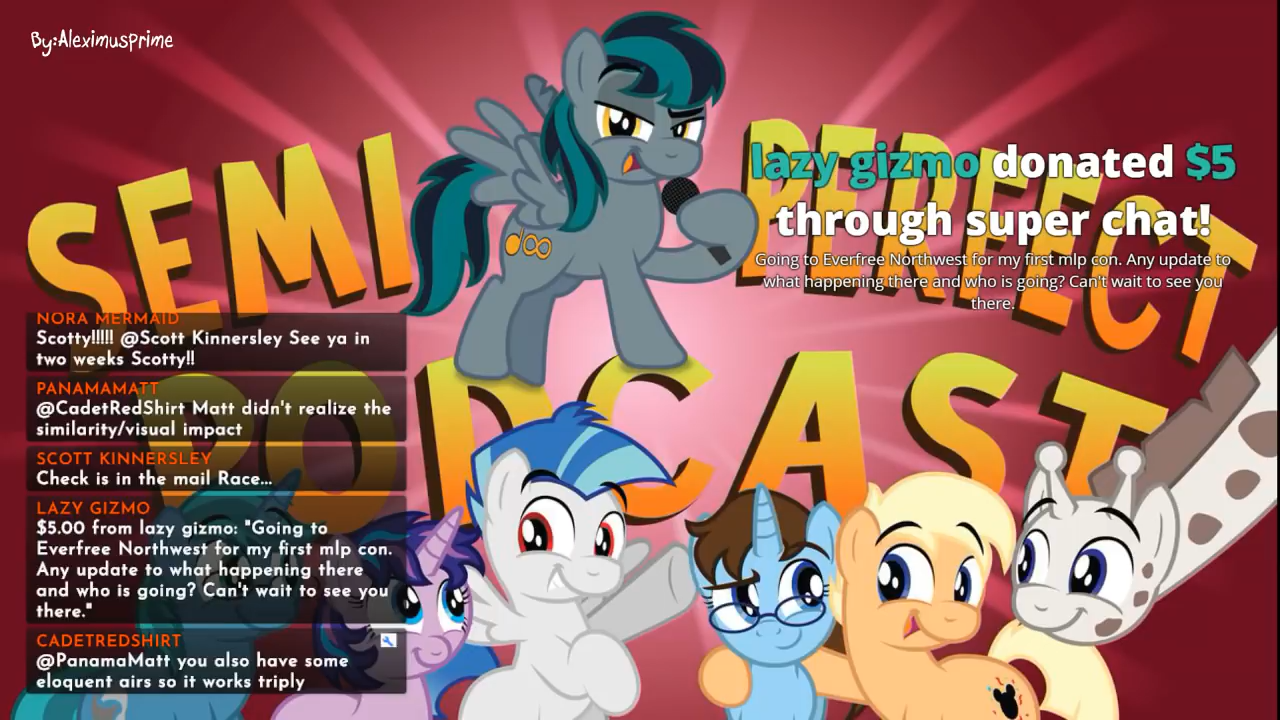 By:Aleximusprime
SEMI PERFECT
PODCAST
lazy gizmo donated $5
through super chat!
Going to Everfree Northwest for my first mlp con. Any update to
what happening there and who is going? Can't wait to see you
there.
NORA MERMAID
Scotty!!!!! @Scott Kinnersley See ya in
two weeks Scotty!!
PANAMAMATT
@CadetRedShirt Matt didn't realize the
similarity/visual impact
SCOTT KINNERSLEY
Check is in the mail Race...
LAZY GIZMO
$5.00 from lazy gizmo: "Going to
Everfree Northwest for my first mlp con.
Any update to what happening there
and who is going? Can't wait to see you
there."
CADETREDSHIRT
@PanamaMatt you also have some
eloquent airs so it works triply